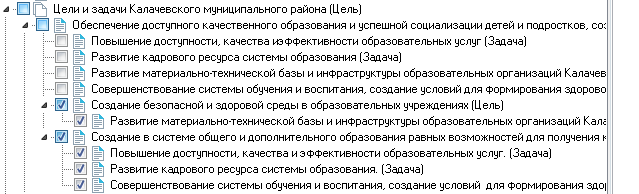 Цели и задачи Калачевского муниципального района (Цель)
Обеспечение доступного качественного образования и успешной социализации детей и подростков, соз
Повышение доступности, качества иэффективности образовательных услуг (Задача)
Развитие кадрового ресурса системы образования (Задача)
Развитие материально-технической базы и инфраструктуры образовательных организаций Калачев
Совершенствование системы обучения и воспитания, создание условий для формирования здорово
Создание безопасной и здоровой среды в образовательных учреждениях (Цель)
Развитие материально-технической базы и инфраструктуры образовательных организаций Кала
Создание в системе общего и дополнительного образования равных возможностей для получения к
Повышение доступности, качества и эффективности образовательных услуг. (Задача)
Развитие кадрового ресурса системы образования. (Задача)
Совершенствование системы обучения и воспитания, создание условий для формирования здо